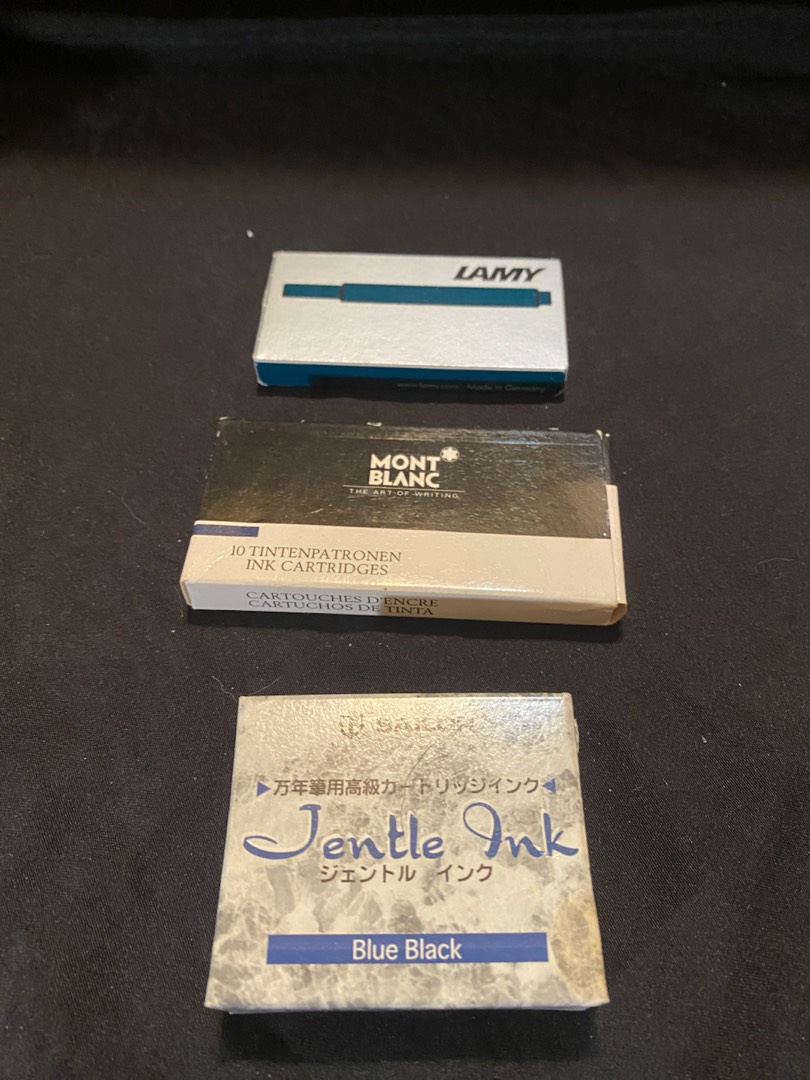 LAMY
www.lamy.com Made in Germany
MONT
BLANC
THE ART OF WRITING
10 TINTENPATRONEN
INK CARTRIDGES
CARTOUCHES D'ENCRE
CARTUCHOS DE TINTA
SAILOR
▶万年筆用高級カートリッジインク◀
Jentle Ink
ジェントル インク
Blue Black